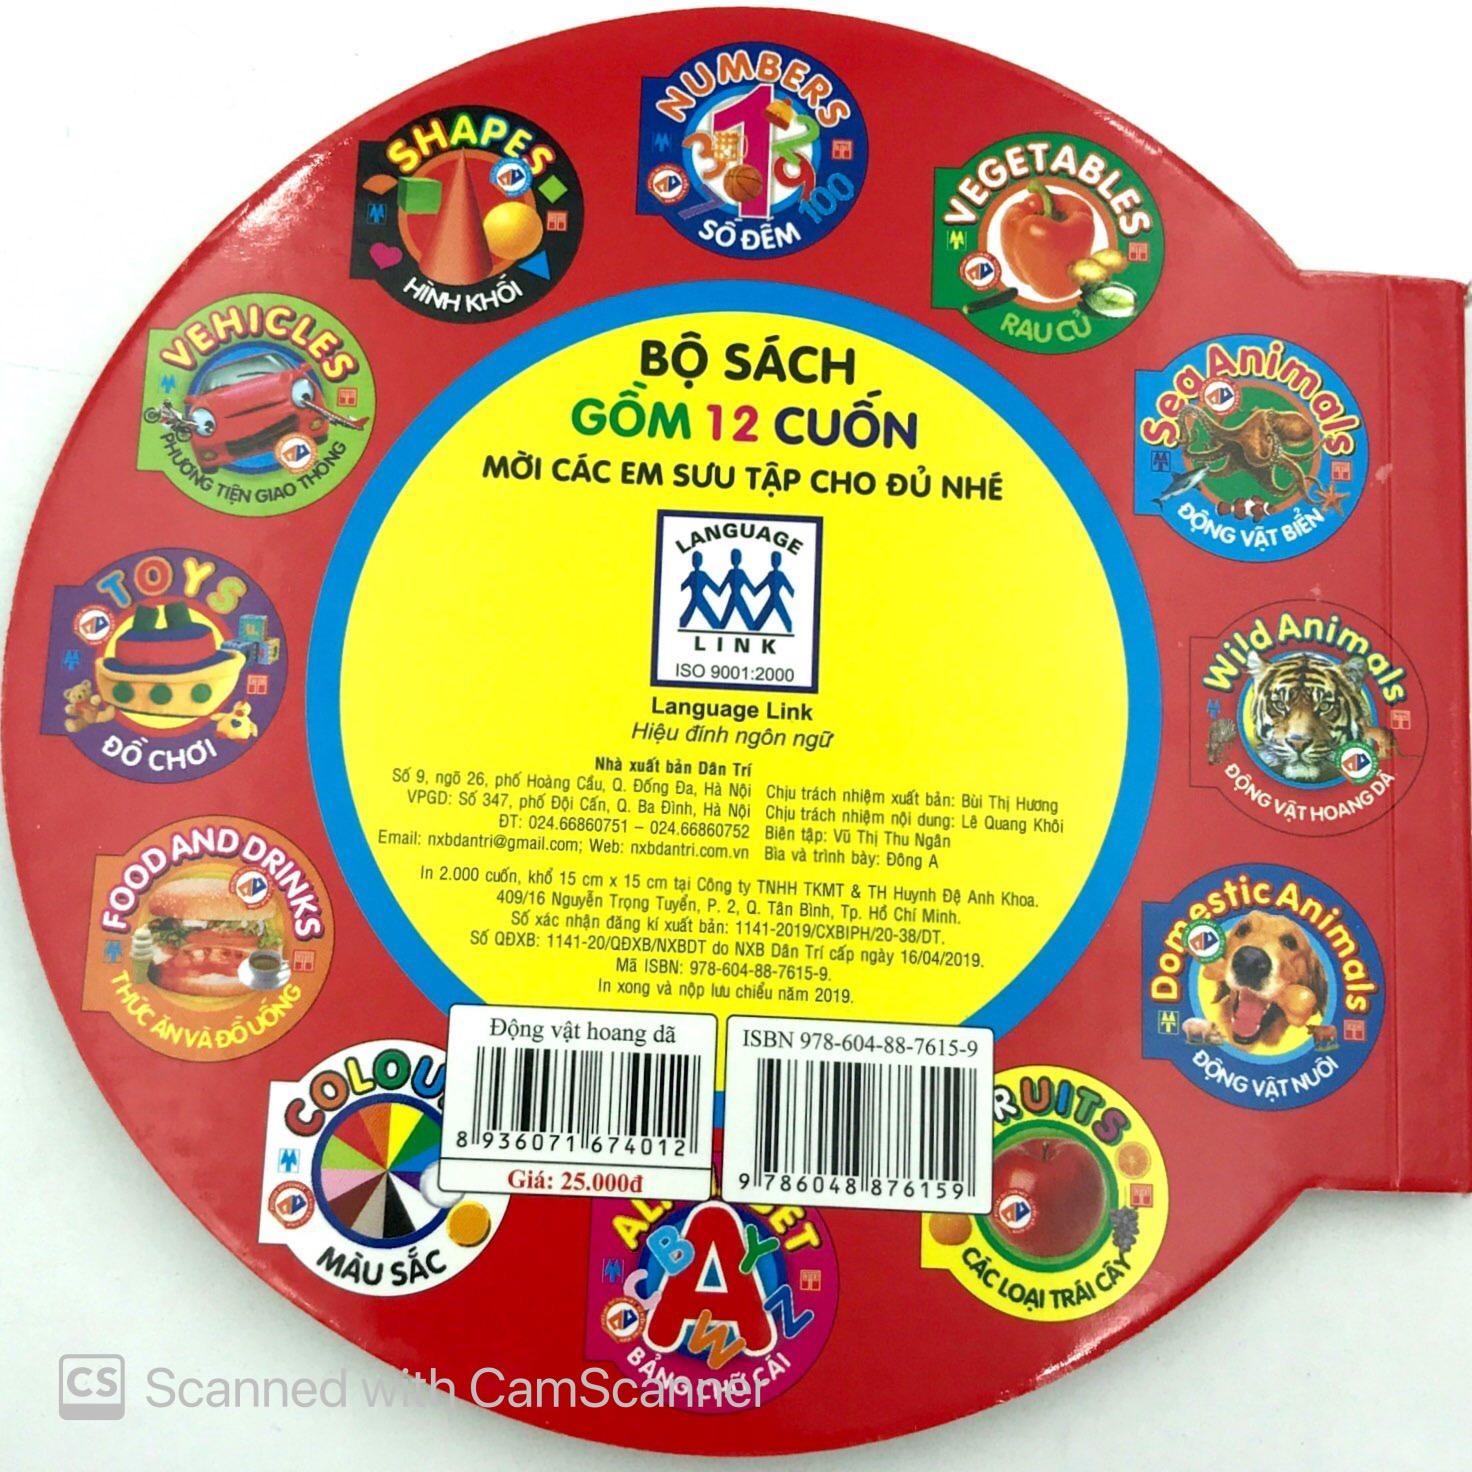 NUMBERS
1
2
3
9
100
SỐ ĐẾM
VEGETABLES
RAU CỦ
Sea Animals
ĐỘNG VẬT BIỂN
Wild Animals
ĐỘNG VẬT HOANG DÃ
Domestic Animals
ĐỘNG VẬT NUÔI
RUITS
CÁC LOẠI TRÁI CÂY
A
B
C
Y
W
Z
BẢNG CHỮ CÁI
COLOU
MÀU SẮC
FOOD AND DRINKS
THỨC ĂN VÀ ĐỒ UỐNG
TOYS
ĐỒ CHƠI
VEHICLES
PHƯƠNG TIỆN GIAO THÔNG
SHAPES
HÌNH KHỐI
BỘ SÁCH
GỒM 12 CUỐN
MỜI CÁC EM SƯU TẬP CHO ĐỦ NHÉ
LANGUAGE
LINK
ISO 9001:2000
Language Link
Hiệu đính ngôn ngữ
Nhà xuất bản Dân Trí
Số 9, ngõ 26, phố Hoàng Cầu, Q. Đống Đa, Hà Nội
VPGD: Số 347, phố Đội Cấn, Q. Ba Đình, Hà Nội
ĐT: 024.66860751 – 024.66860752
Email: nxbdantri@gmail.com; Web: nxbdantri.com.vn
Chịu trách nhiệm xuất bản: Bùi Thị Hương
Chịu trách nhiệm nội dung: Lê Quang Khôi
Biên tập: Vũ Thị Thu Ngân
Bìa và trình bày: Đông A
In 2.000 cuốn, khổ 15 cm x 15 cm tại Công ty TNHH TKMT & TH Huynh Đệ Anh Khoa.
409/16 Nguyễn Trọng Tuyển, P. 2, Q. Tân Bình, Tp. Hồ Chí Minh.
Số xác nhận đăng kí xuất bản: 1141-2019/CXBIPH/20-38/DT.
Số QĐXB: 1141-20/QĐXB/NXBDT do NXB Dân Trí cấp ngày 16/04/2019.
Mã ISBN: 978-604-88-7615-9.
In xong và nộp lưu chiểu năm 2019.
Động vật hoang dã
8 936071 674012
Giá: 25.000đ
ISBN 978-604-88-7615-9
9 786048 876159
CS Scanned with CamScanner